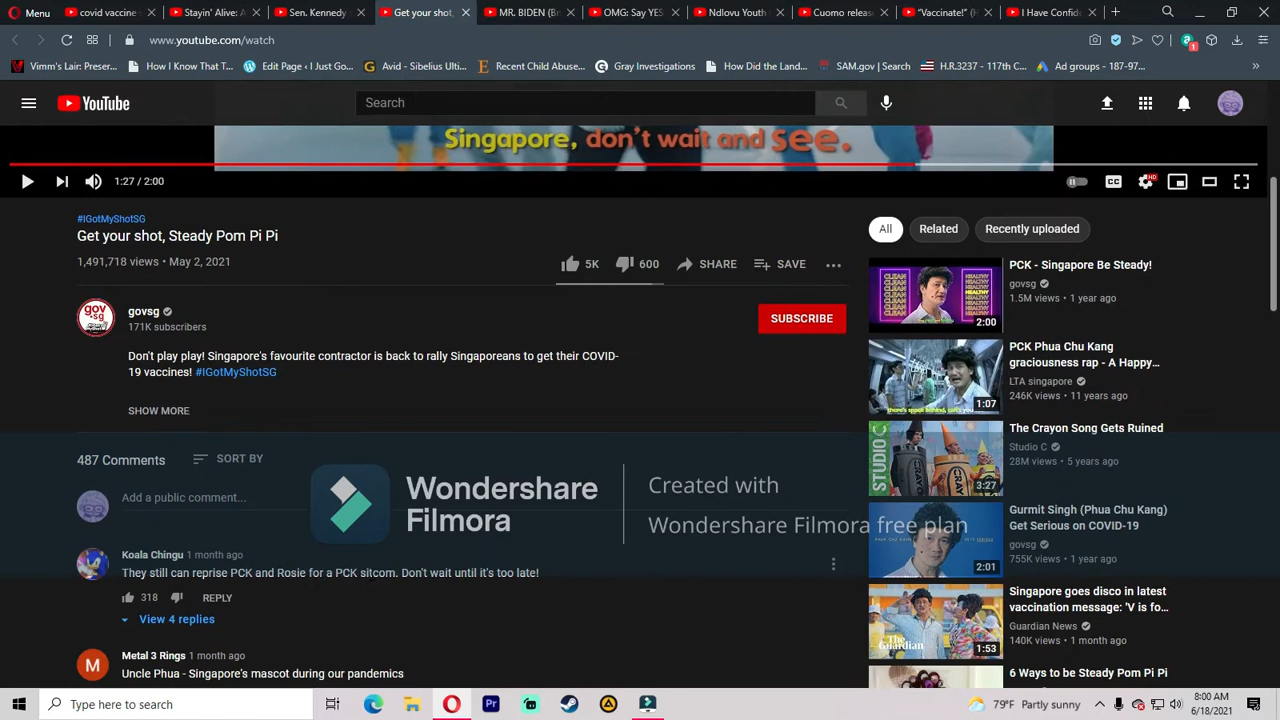 Menu
covid vaccine
Stayin' Alive: A
Sen. Kennedy
Get your shot,
MR. BIDEN (B
OMG: Say YES
Ndlovu Youth
Cuomo releas
"Vaccinate!" (H
I Have Confid
www.youtube.com/watch
1
Vimm's Lair: Preser...
How I Know That T...
Edit Page ‹ I Just Go...
Avid - Sibelius Ulti...
Recent Child Abuse...
Gray Investigations
How Did the Land...
SAM.gov | Search
H.R.3237 - 117th C...
Ad groups - 187-97...
»
YouTube
Search
Singapore, don't wait and see.
1:27 / 2:00
CC
HD
#IGotMyShotSG
Get your shot, Steady Pom Pi Pi
1,491,718 views • May 2, 2021
5K
600
SHARE
SAVE
gov.sg
govsg
171K subscribers
SUBSCRIBE
Don't play play! Singapore's favourite contractor is back to rally Singaporeans to get their COVID-
19 vaccines! #IGotMyShotSG
SHOW MORE
487 Comments
SORT BY
Add a public comment...
Wondershare
Filmora
Created with
Wondershare Filmora free plan
Koala Chingu 1 month ago
They still can reprise PCK and Rosie for a PCK sitcom. Don't wait until it's too late!
318
REPLY
View 4 replies
M
Metal 3 Rings 1 month ago
Uncle Phua - Singapore's mascot during our pandemics
All
Related
Recently uploaded
CLEAN
HEALTHY
2:00
PCK - Singapore Be Steady!
govsg
1.5M views • 1 year ago
1:07
PCK Phua Chu Kang
graciousness rap - A Happy...
LTA singapore
246K views • 11 years ago
STUDIO C
CRAYON
3:27
The Crayon Song Gets Ruined
Studio C
28M views • 5 years ago
2:01
Gurmit Singh (Phua Chu Kang)
Get Serious on COVID-19
govsg
755K views • 1 year ago
The Guardian
1:53
Singapore goes disco in latest
vaccination message: 'V is fo...
Guardian News
140K views • 1 month ago
6 Ways to be Steady Pom Pi Pi
Type here to search
Pr
79°F Partly sunny
8:00 AM
6/18/2021